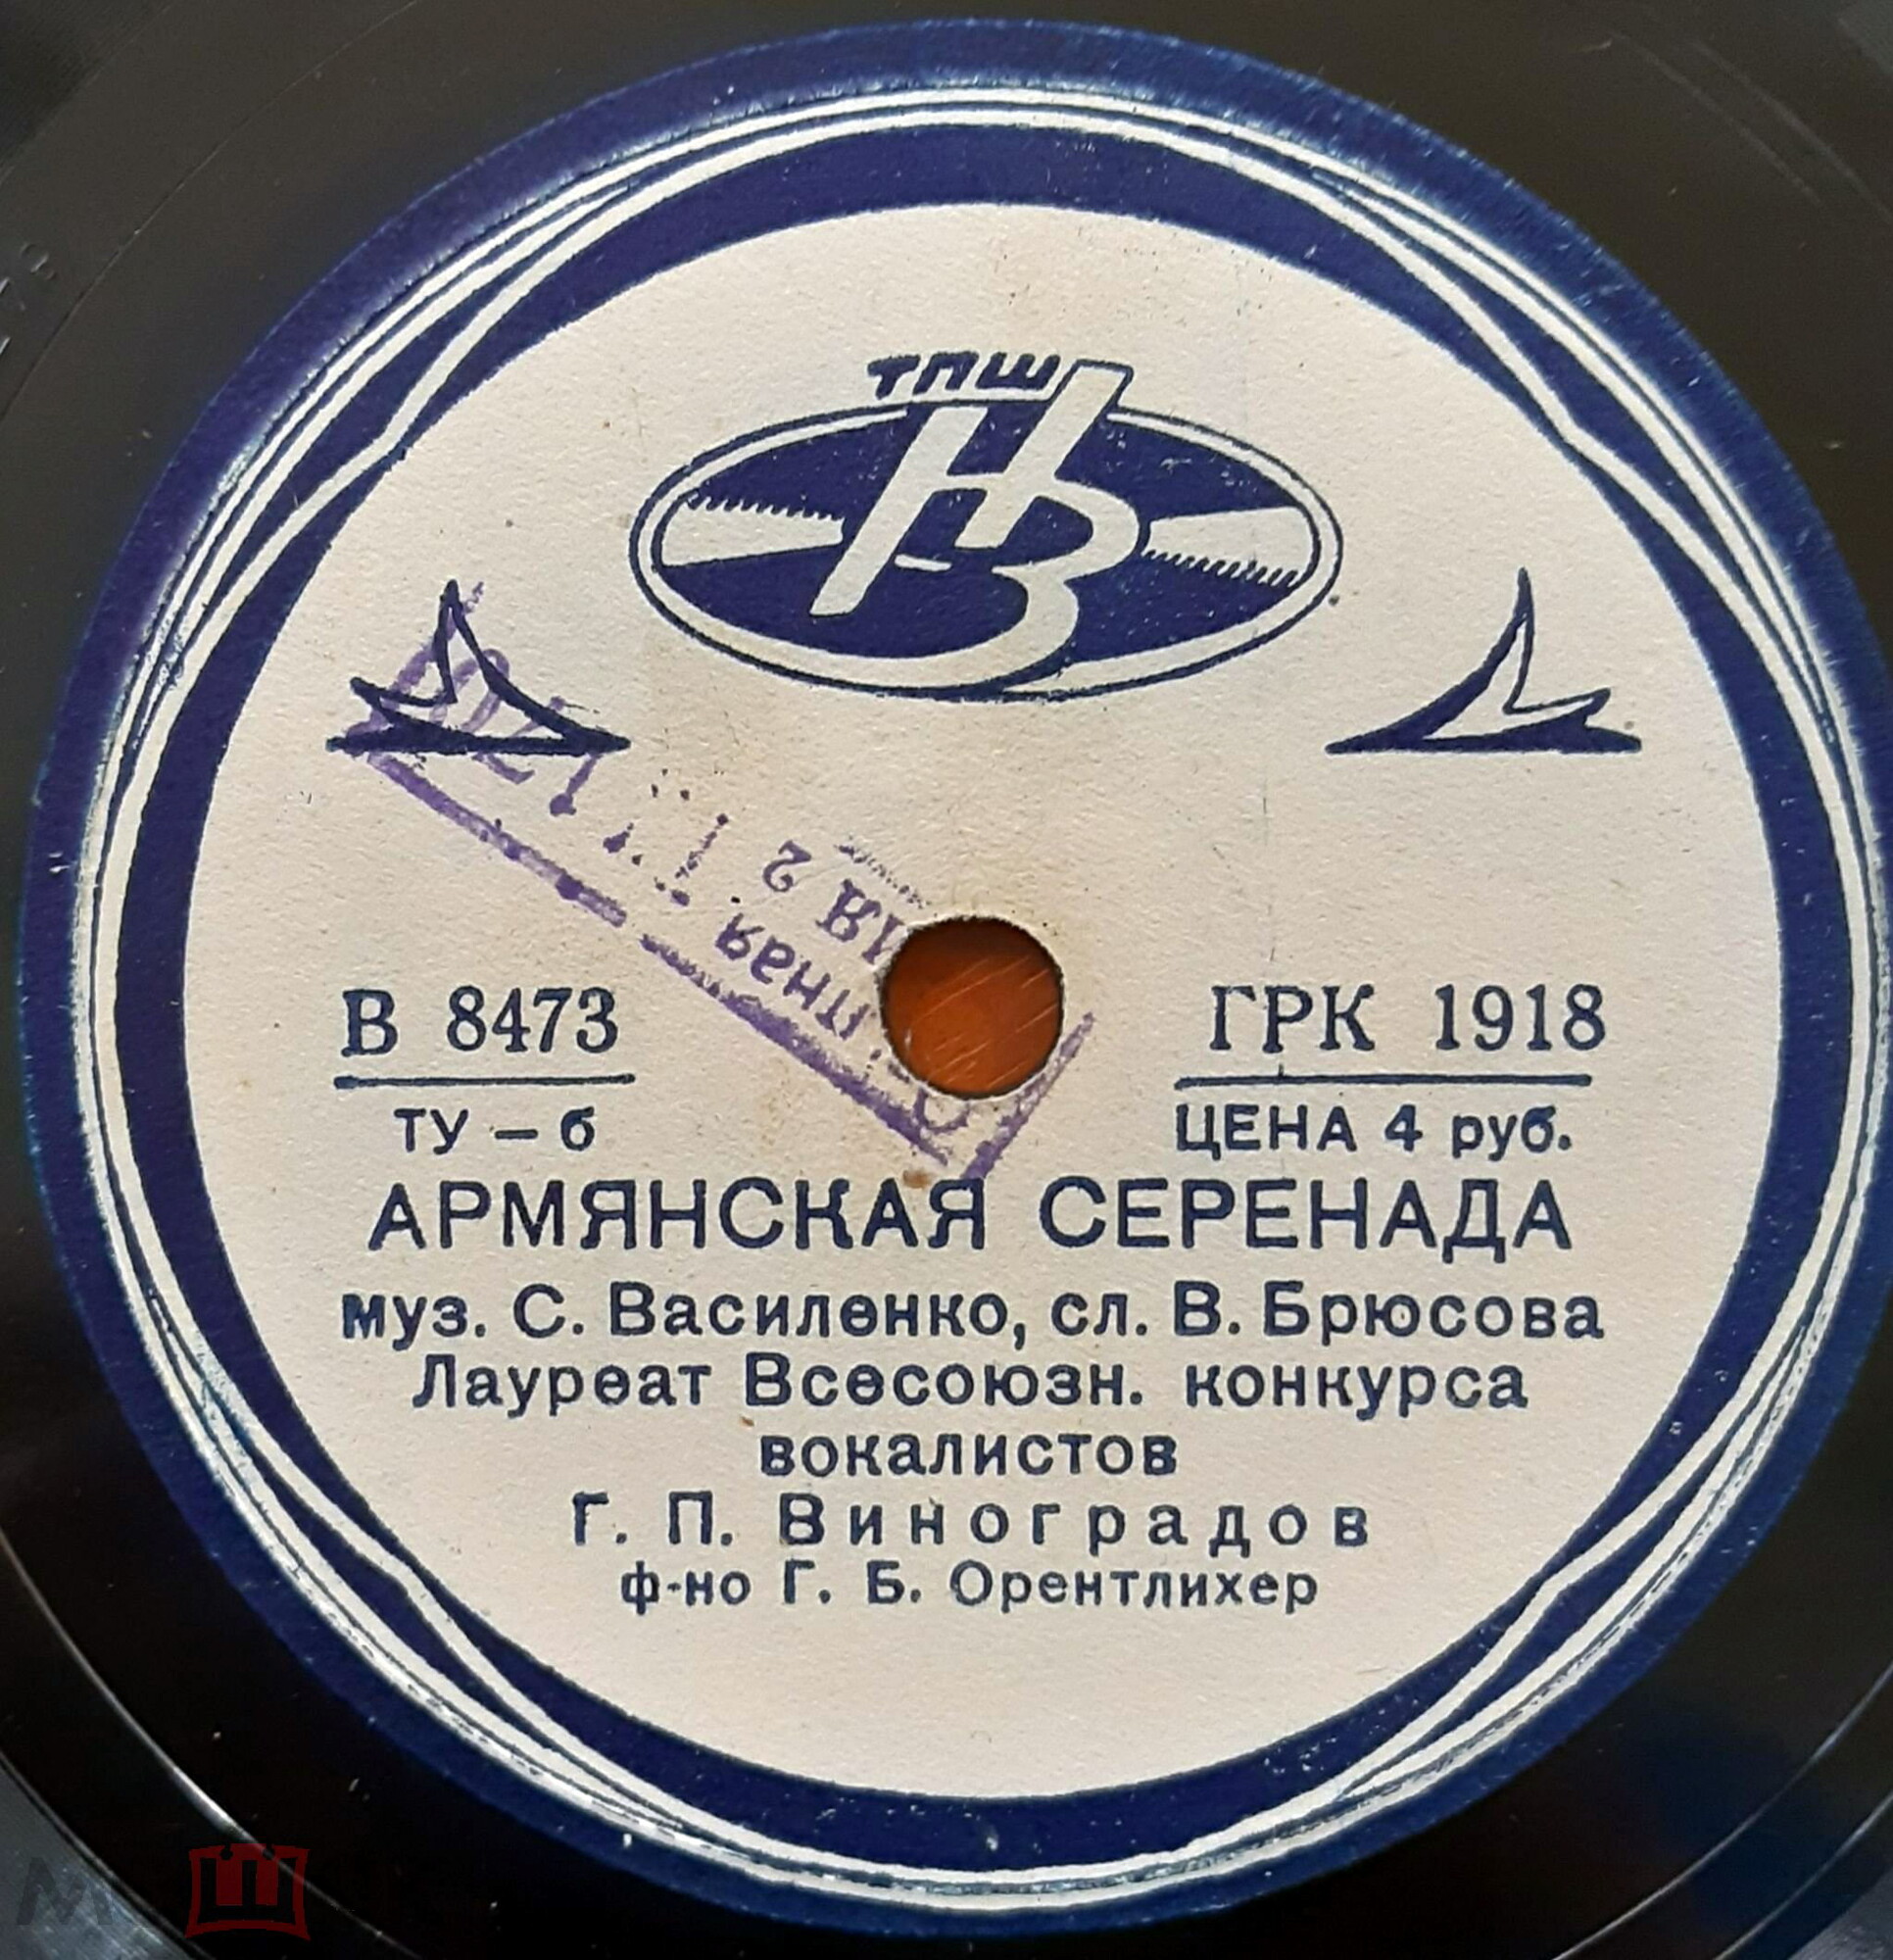 ТПШ
НЗ
В 8473 ГРК 1918
ТУ – б ЦЕНА 4 руб.
АРМЯНСКАЯ СЕРЕНАДА
муз. С. Василенко, сл. В. Брюсова
Лауреат Всесоюзн. конкурса
вокалистов
Г. П. Виноградов
ф-но Г. Б. Орентлихер